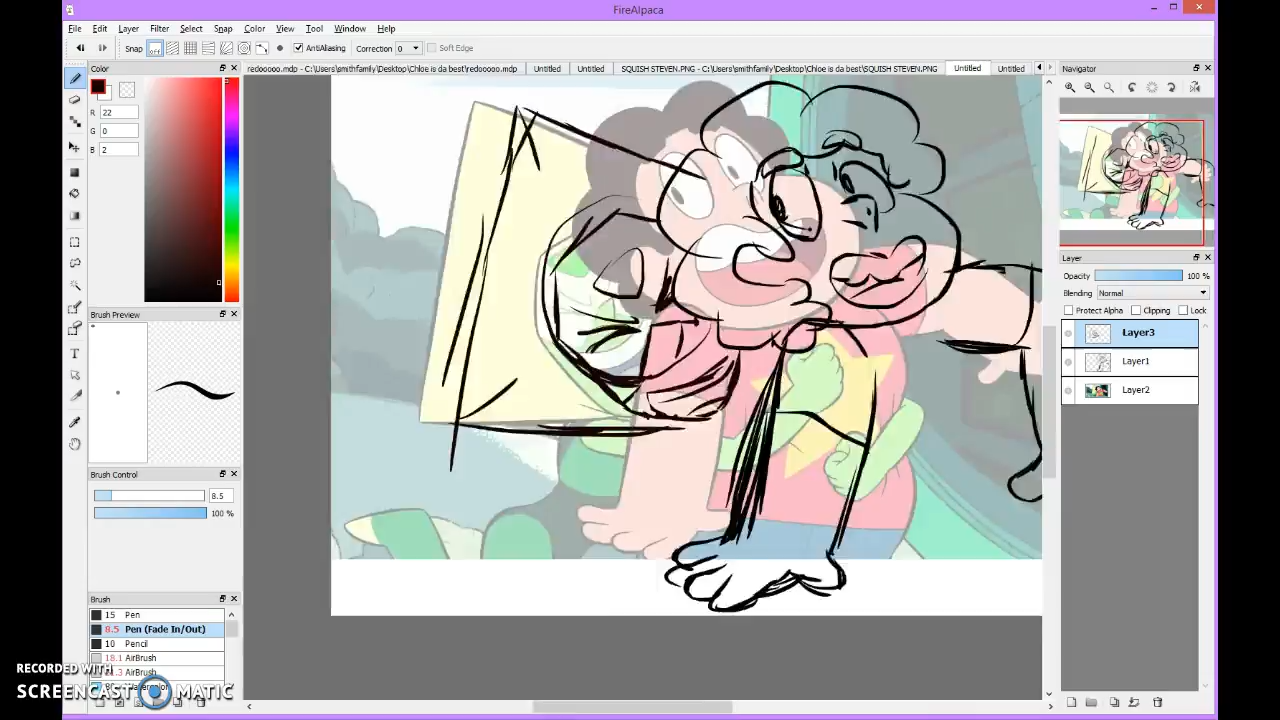 FireAlpaca
File Edit Layer Filter Select Snap Color View Tool Window Help
Snap off AntiAliasing Correction 0 Soft Edge
Color
redooooo.mdp - C:\Users\smithfamily\Desktop\Chloe is da best\redooooo.mdp Untitled Untitled SQUISH STEVEN.PNG - C:\Users\smithfamily\Desktop\Chloe is da best\SQUISH STEVEN.PNG Untitled Untitled
Navigator
R 22
G 0
B 2
Layer
Opacity 100 %
Blending Normal
Protect Alpha Clipping Lock
Layer3
Layer1
Layer2
Brush Preview
Brush Control
8.5
100 %
Brush
15 Pen
8.5 Pen (Fade In/Out)
10 Pencil
18.1 AirBrush
AirBrush
RECORDED WITH
SCREENCAST MATIC